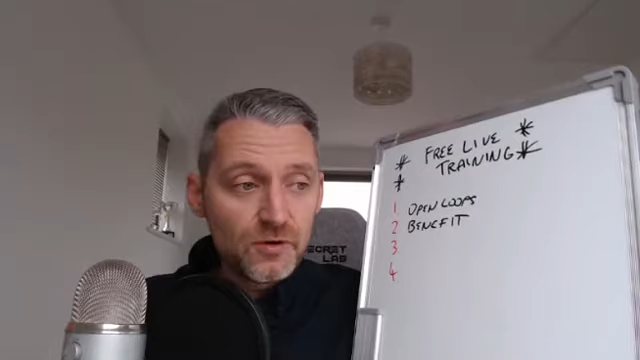 * FREE LIVE *
* TRAINING *
1 OPEN LOOPS
2 BENEFIT
3
4
SECRET
LAB